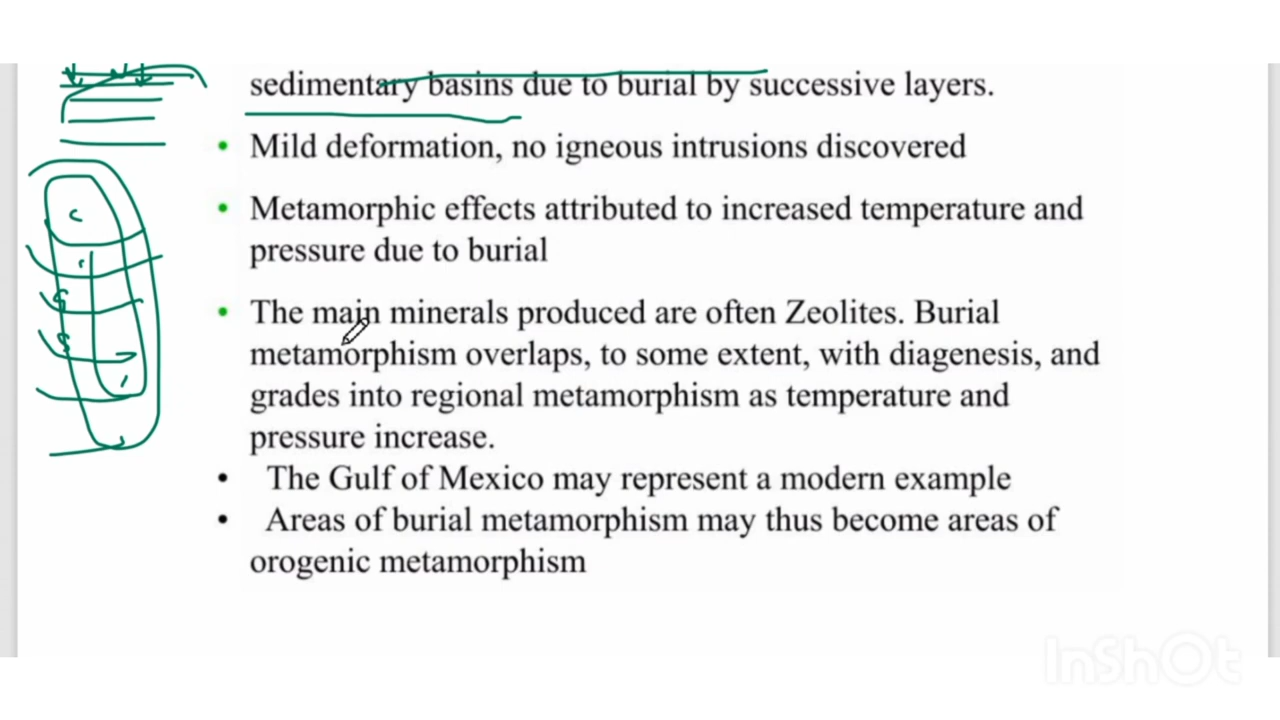 sedimentary basins due to burial by successive layers.
• Mild deformation, no igneous intrusions discovered
• Metamorphic effects attributed to increased temperature and
pressure due to burial
• The main minerals produced are often Zeolites. Burial
metamorphism overlaps, to some extent, with diagenesis, and
grades into regional metamorphism as temperature and
pressure increase.
• The Gulf of Mexico may represent a modern example
• Areas of burial metamorphism may thus become areas of
orogenic metamorphism
InShOt